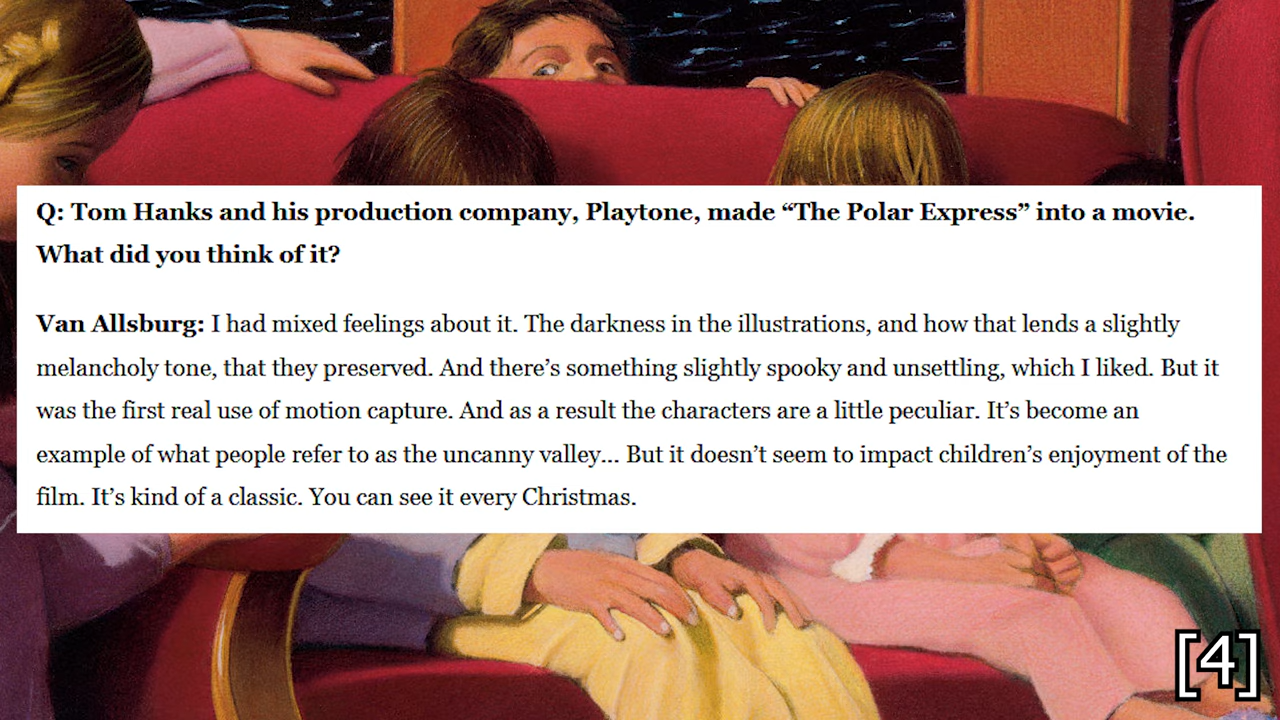 Q: Tom Hanks and his production company, Playtone, made “The Polar Express” into a movie.
What did you think of it?
Van Allsburg: I had mixed feelings about it. The darkness in the illustrations, and how that lends a slightly
melancholy tone, that they preserved. And there’s something slightly spooky and unsettling, which I liked. But it
was the first real use of motion capture. And as a result the characters are a little peculiar. It’s become an
example of what people refer to as the uncanny valley... But it doesn’t seem to impact children’s enjoyment of the
film. It’s kind of a classic. You can see it every Christmas.
[4]